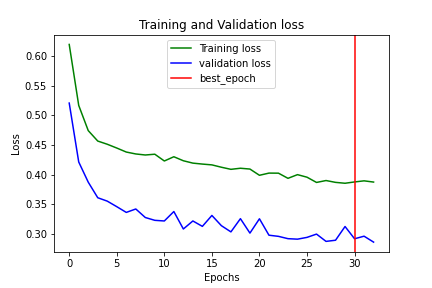 Training and Validation loss
Training loss
validation loss
best_epoch
Loss
0.60
0.55
0.50
0.45
0.40
0.35
0.30
0 5 10 15 20 25 30
Epochs